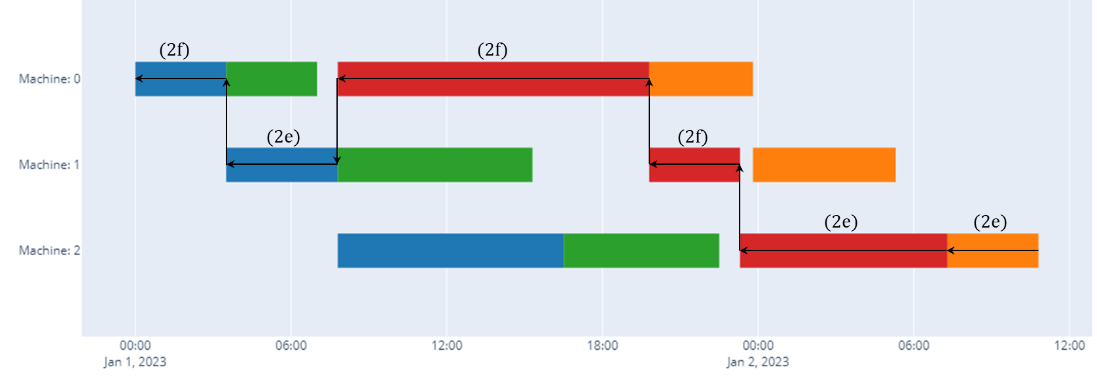 (2f)
(2f)
Machine: 0
(2e)
(2f)
Machine: 1
(2e)
(2e)
Machine: 2
00:00
06:00
12:00
18:00
00:00
06:00
12:00
Jan 1, 2023
Jan 2, 2023